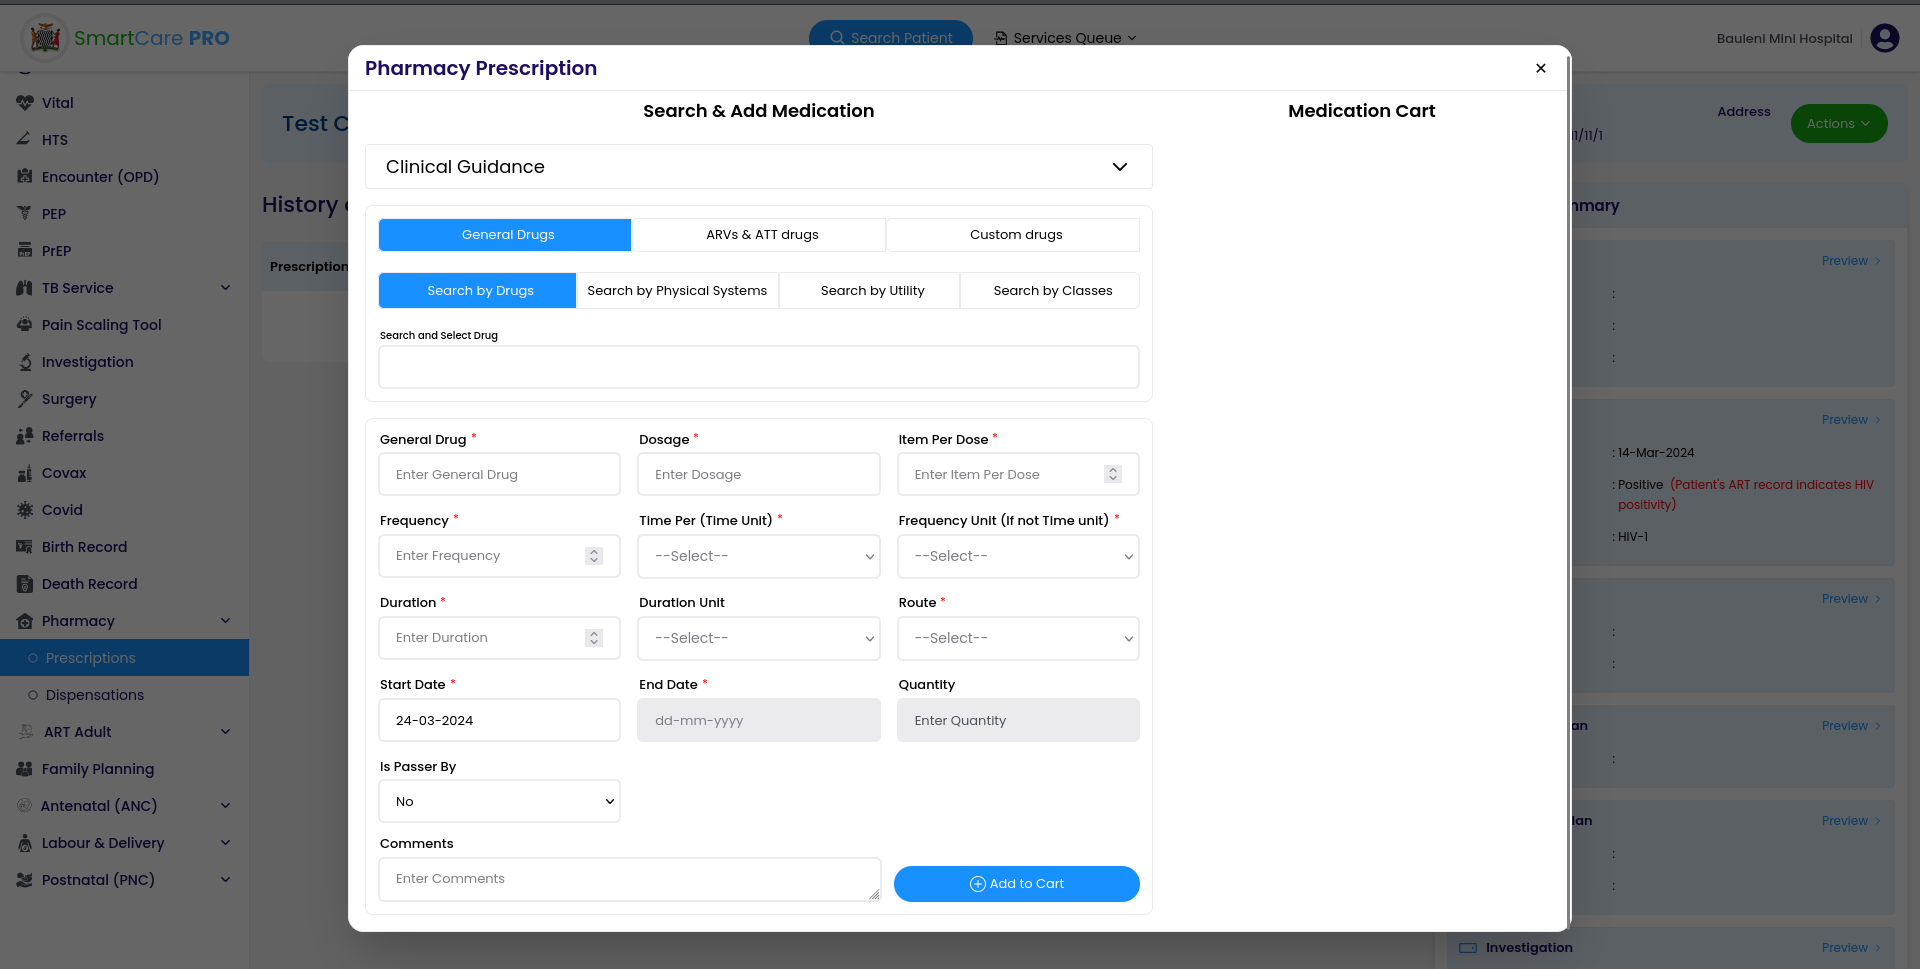 SmartCare PRO
Search Patient
Services Queue
Bauleni Mini Hospital
Vital
HTS
Encounter (OPD)
PEP
PrEP
TB Service
Pain Scaling Tool
Investigation
Surgery
Referrals
Covax
Covid
Birth Record
Death Record
Pharmacy
Prescriptions
Dispensations
ART Adult
Family Planning
Antenatal (ANC)
Labour & Delivery
Postnatal (PNC)
Test C
History
Prescription
Pharmacy Prescription
×
Search & Add Medication
Medication Cart
Clinical Guidance
General Drugs
ARVs & ATT drugs
Custom drugs
Search by Drugs
Search by Physical Systems
Search by Utility
Search by Classes
Search and Select Drug
General Drug *
Dosage *
Item Per Dose *
Enter General Drug
Enter Dosage
Enter Item Per Dose
Frequency *
Time Per (Time Unit) *
Frequency Unit (If not Time unit) *
Enter Frequency
--Select--
--Select--
Duration *
Duration Unit
Route *
Enter Duration
--Select--
--Select--
Start Date *
End Date *
Quantity
24-03-2024
dd-mm-yyyy
Enter Quantity
Is Passer By
No
Comments
Enter Comments
Add to Cart
Address
11/11/1
Actions
mmary
Preview
:
:
:
Preview
: 14-Mar-2024
: Positive (Patient's ART record indicates HIV
positivity)
: HIV-1
Preview
:
:
an
Preview
:
lan
Preview
:
:
Investigation
Preview